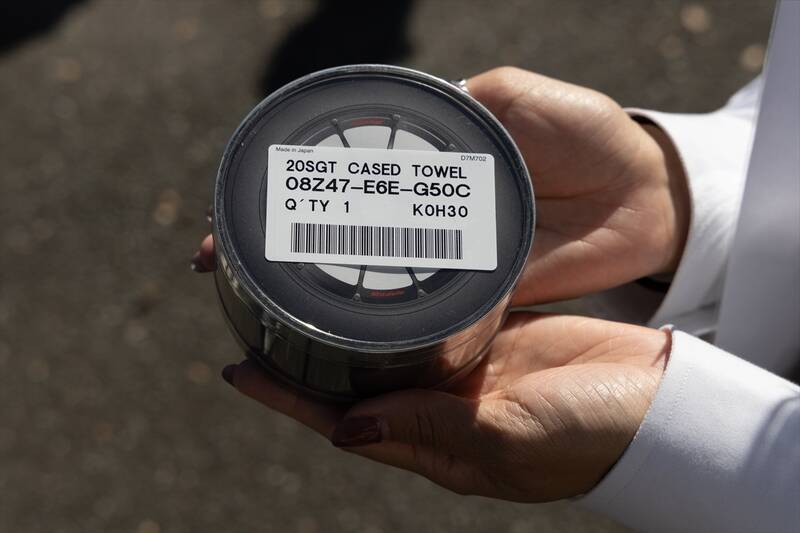 Made in Japan
D7M702
20SGT CASED TOWEL
08Z47-E6E-G50C
Q´TY 1 K0H30